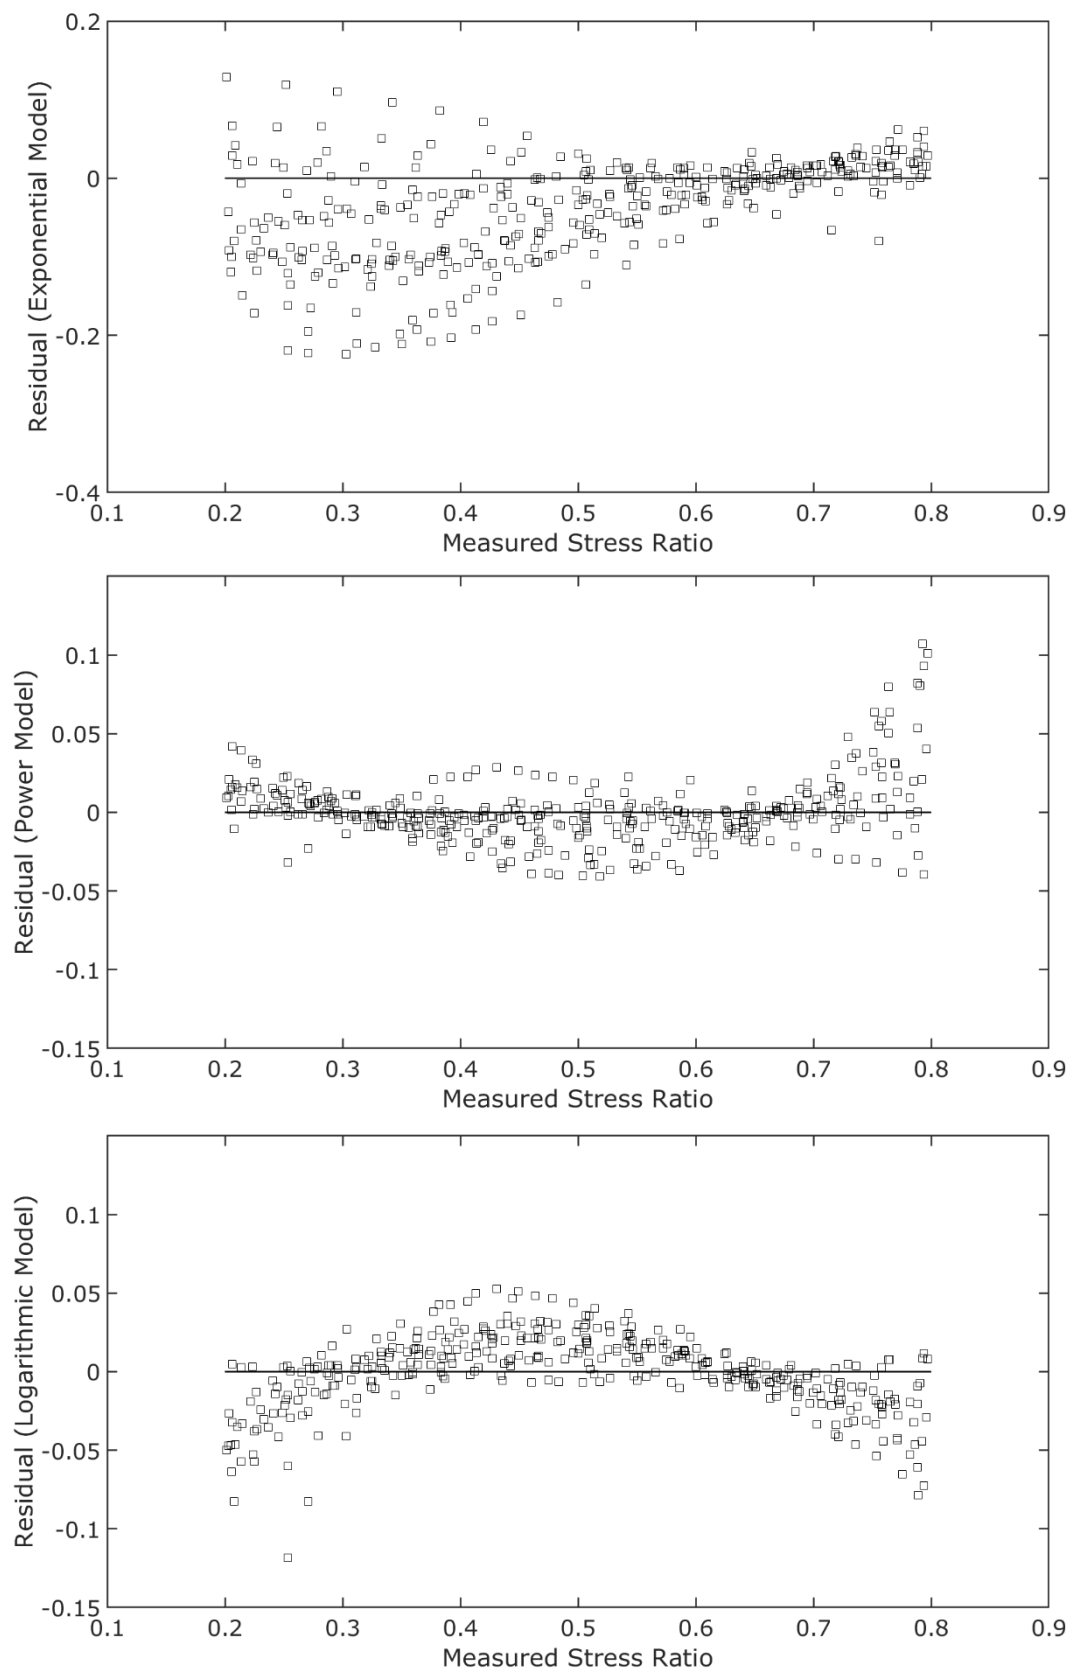 Residual (Exponential Model)
0.2
0
-0.2
-0.4
0.1 0.2 0.3 0.4 0.5 0.6 0.7 0.8 0.9
Measured Stress Ratio
Residual (Power Model)
0.1
0.05
0
-0.05
-0.1
-0.15
0.1 0.2 0.3 0.4 0.5 0.6 0.7 0.8 0.9
Measured Stress Ratio
Residual (Logarithmic Model)
0.1
0.05
0
-0.05
-0.1
-0.15
0.1 0.2 0.3 0.4 0.5 0.6 0.7 0.8 0.9
Measured Stress Ratio